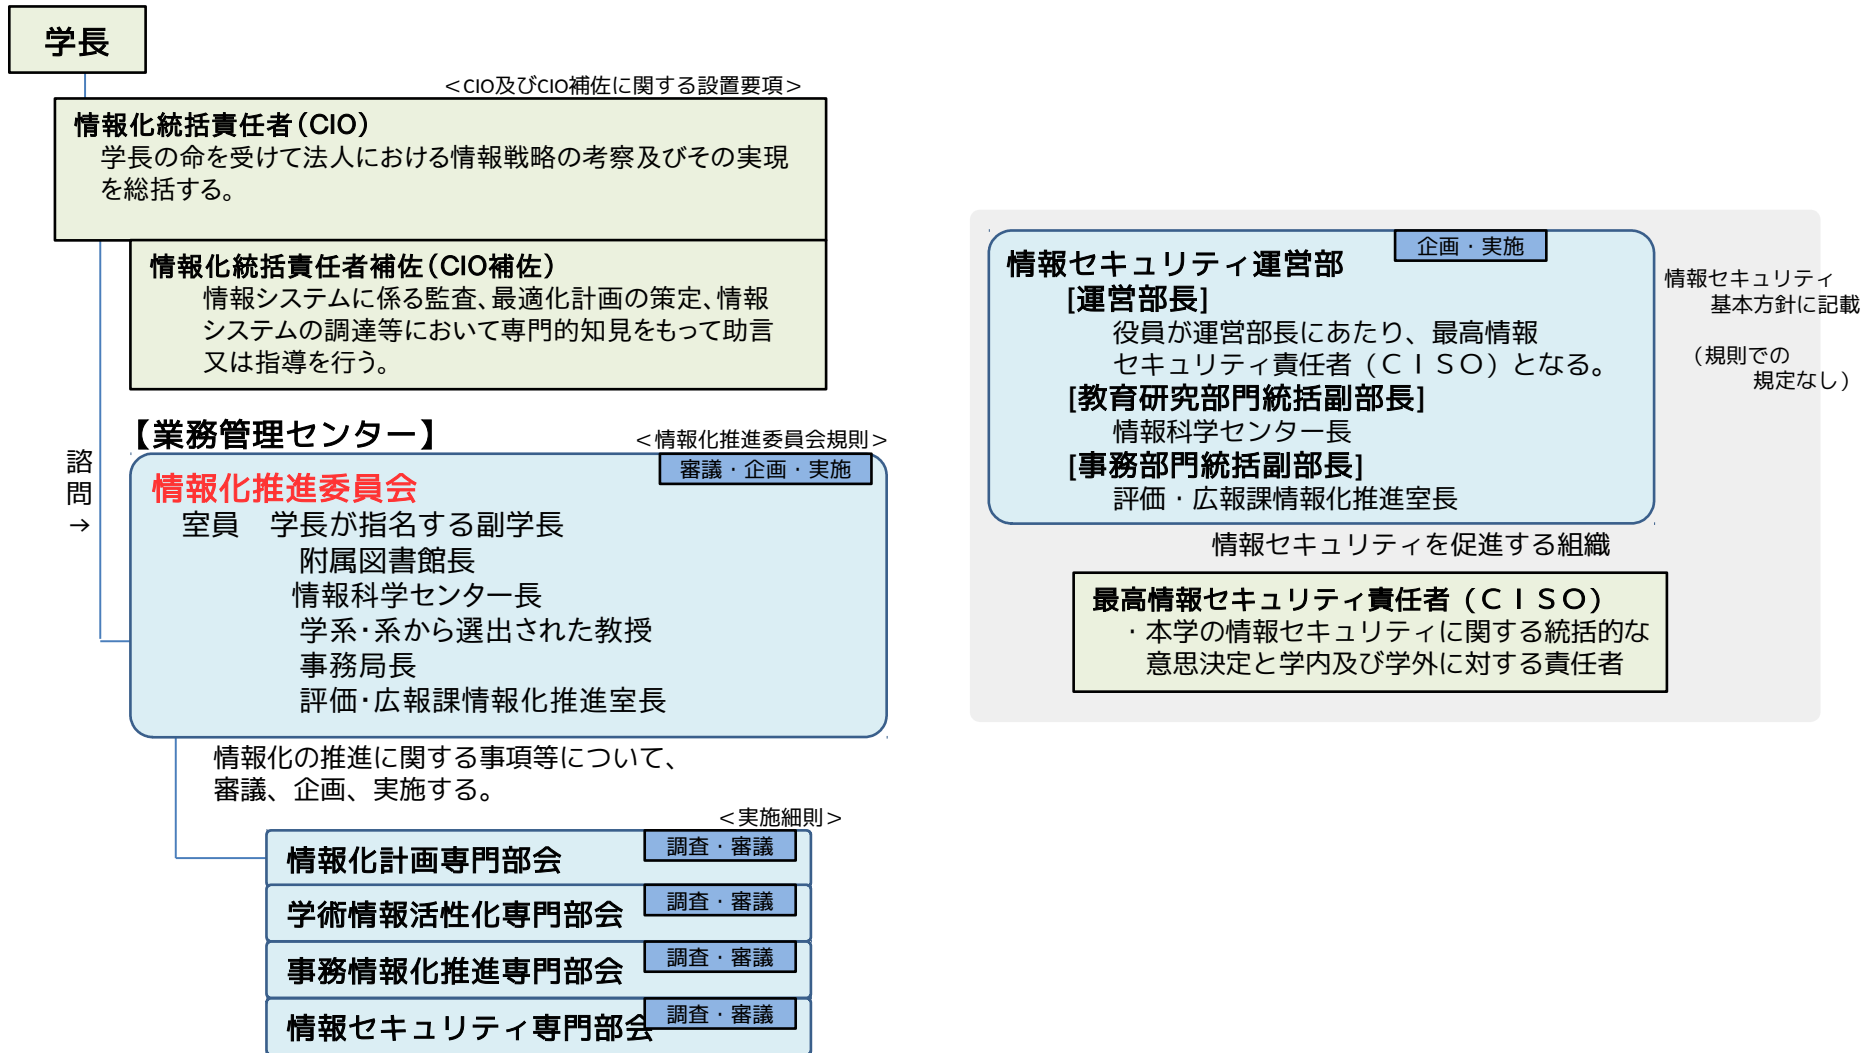 学長
＜CIO及びCIO補佐に関する設置要項＞
情報化統括責任者（CIO）
学長の命を受けて法人における情報戦略の考察及びその実現
を総括する。
情報化統括責任者補佐（CIO補佐）
情報システムに係る監査、最適化計画の策定、情報
システムの調達等において専門的知見をもって助言
又は指導を行う。
諮
問
→
【業務管理センター】
＜情報化推進委員会規則＞
審議・企画・実施
情報化推進委員会
室員　学長が指名する副学長
附属図書館長
情報科学センター長
学系・系から選出された教授
事務局長
評価・広報課情報化推進室長
情報化の推進に関する事項等について、
審議、企画、実施する。
＜実施細則＞
情報化計画専門部会
調査・審議
学術情報活性化専門部会
調査・審議
事務情報化推進専門部会
調査・審議
情報セキュリティ専門部会
調査・審議
企画・実施
情報セキュリティ運営部
[運営部長]
役員が運営部長にあたり、最高情報
セキュリティ責任者（ＣＩＳＯ）となる。
[教育研究部門統括副部長]
情報科学センター長
[事務部門統括副部長]
評価・広報課情報化推進室長
情報セキュリティ
基本方針に記載
（規則での
規定なし）
情報セキュリティを促進する組織
最高情報セキュリティ責任者（ＣＩＳＯ）
・本学の情報セキュリティに関する統括的な
意思決定と学内及び学外に対する責任者